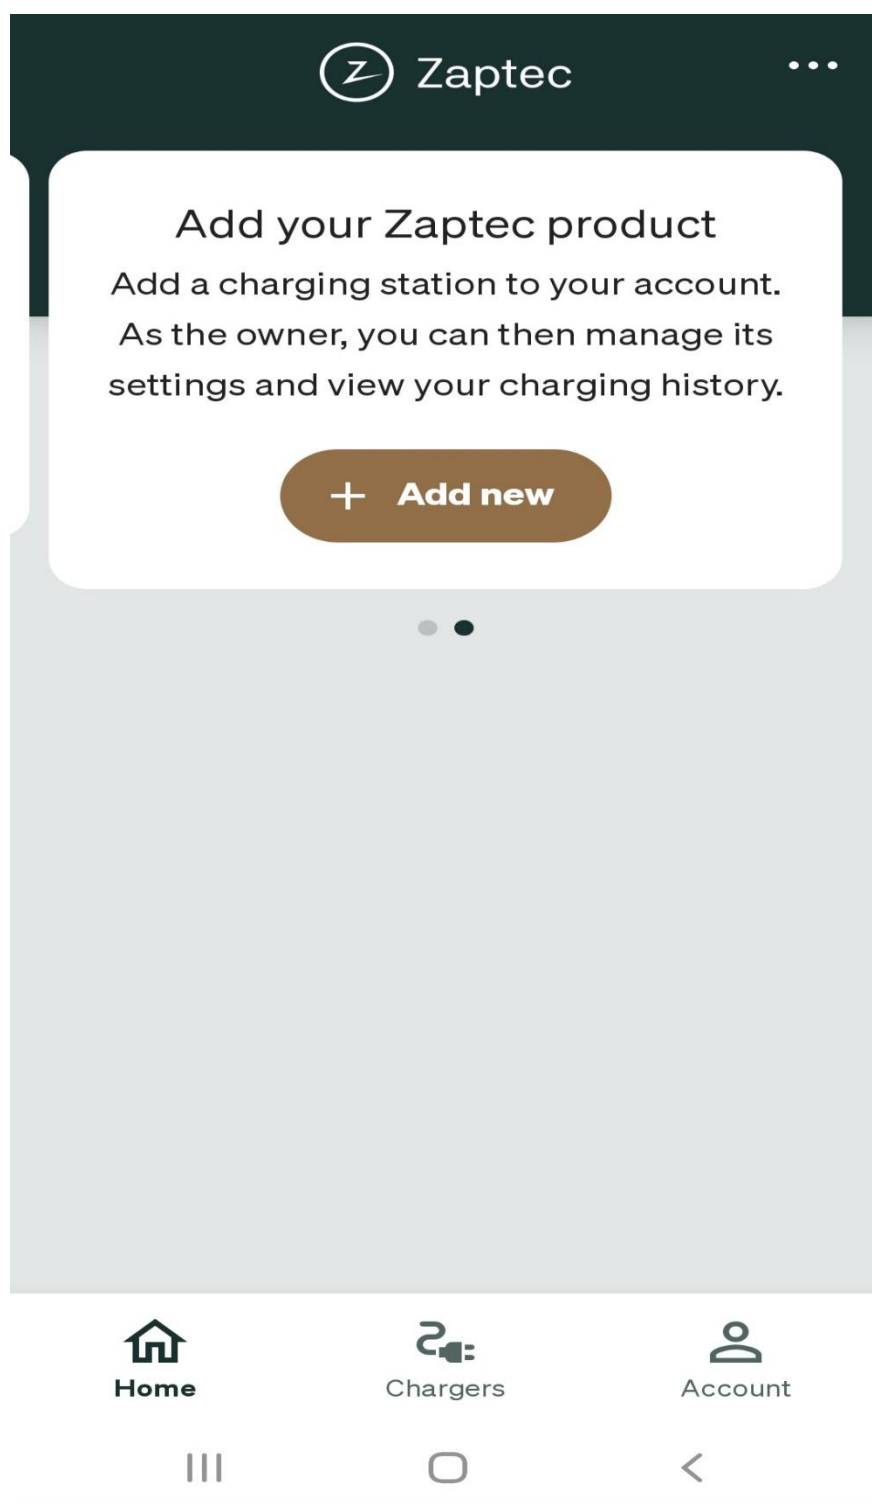 Zaptec
Add your Zaptec product
Add a charging station to your account.
As the owner, you can then manage its
settings and view your charging history.
+ Add new
Home
Chargers
Account